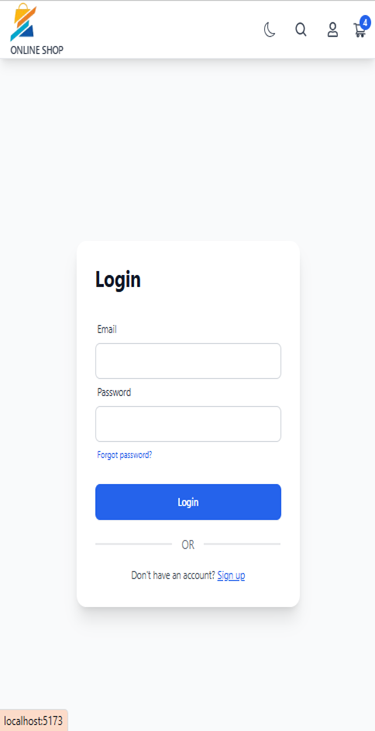 4
ONLINE SHOP
Login
Email
Password
Forgot password?
Login
OR
Don't have an account? Sign up
localhost:5173